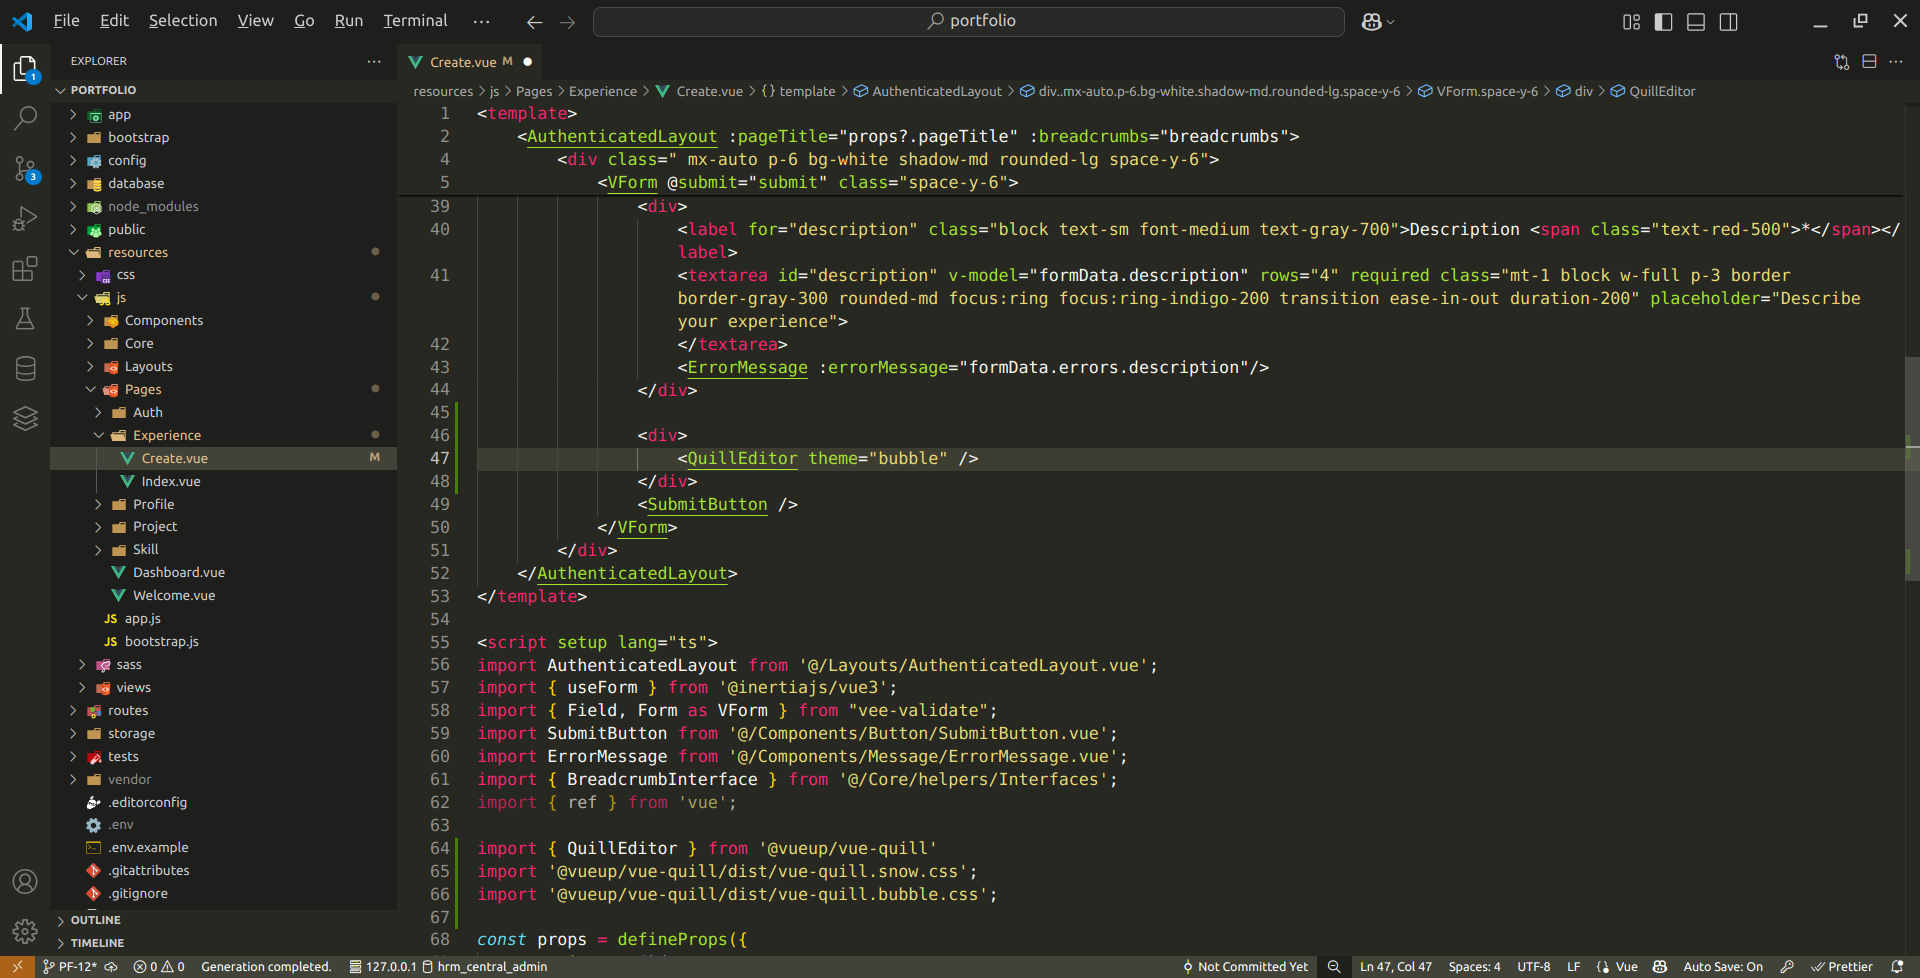 File Edit Selection View Go Run Terminal ··· portfolio
EXPLORER ···
PORTFOLIO
app
bootstrap
config
database
node_modules
public
resources
css
js
Components
Core
Layouts
Pages
Auth
Experience
Create.vue M
Index.vue
Profile
Project
Skill
Dashboard.vue
Welcome.vue
JS app.js
JS bootstrap.js
sass
views
routes
storage
tests
vendor
.editorconfig
.env
.env.example
.gitattributes
.gitignore
OUTLINE
TIMELINE
Create.vue M
resources > js > Pages > Experience > Create.vue > {} template > AuthenticatedLayout > div..mx-auto.p-6.bg-white.shadow-md.rounded-lg.space-y-6 > VForm.space-y-6 > div > QuillEditor
1 <template>
2 <AuthenticatedLayout :pageTitle="props?.pageTitle" :breadcrumbs="breadcrumbs">
4 <div class=" mx-auto p-6 bg-white shadow-md rounded-lg space-y-6">
5 <VForm @submit="submit" class="space-y-6">
39 <div>
40 <label for="description" class="block text-sm font-medium text-gray-700">Description <span class="text-red-500">*</span></
label>
41 <textarea id="description" v-model="formData.description" rows="4" required class="mt-1 block w-full p-3 border
border-gray-300 rounded-md focus:ring focus:ring-indigo-200 transition ease-in-out duration-200" placeholder="Describe
your experience">
42 </textarea>
43 <ErrorMessage :errorMessage="formData.errors.description"/>
44 </div>
45
46 <div>
47 <QuillEditor theme="bubble" />
48 </div>
49 <SubmitButton />
50 </VForm>
51 </div>
52 </AuthenticatedLayout>
53 </template>
54
55 <script setup lang="ts">
56 import AuthenticatedLayout from '@/Layouts/AuthenticatedLayout.vue';
57 import { useForm } from '@inertiajs/vue3';
58 import { Field, Form as VForm } from "vee-validate";
59 import SubmitButton from '@/Components/Button/SubmitButton.vue';
60 import ErrorMessage from '@/Components/Message/ErrorMessage.vue';
61 import { BreadcrumbInterface } from '@/Core/helpers/Interfaces';
62 import { ref } from 'vue';
63
64 import { QuillEditor } from '@vueup/vue-quill'
65 import '@vueup/vue-quill/dist/vue-quill.snow.css';
66 import '@vueup/vue-quill/dist/vue-quill.bubble.css';
67
68 const props = defineProps({
1
3
PF-12* 0 0 Generation completed. 127.0.0.1 hrm_central_admin Not Committed Yet Ln 47, Col 47 Spaces: 4 UTF-8 LF Vue Auto Save: On Prettier